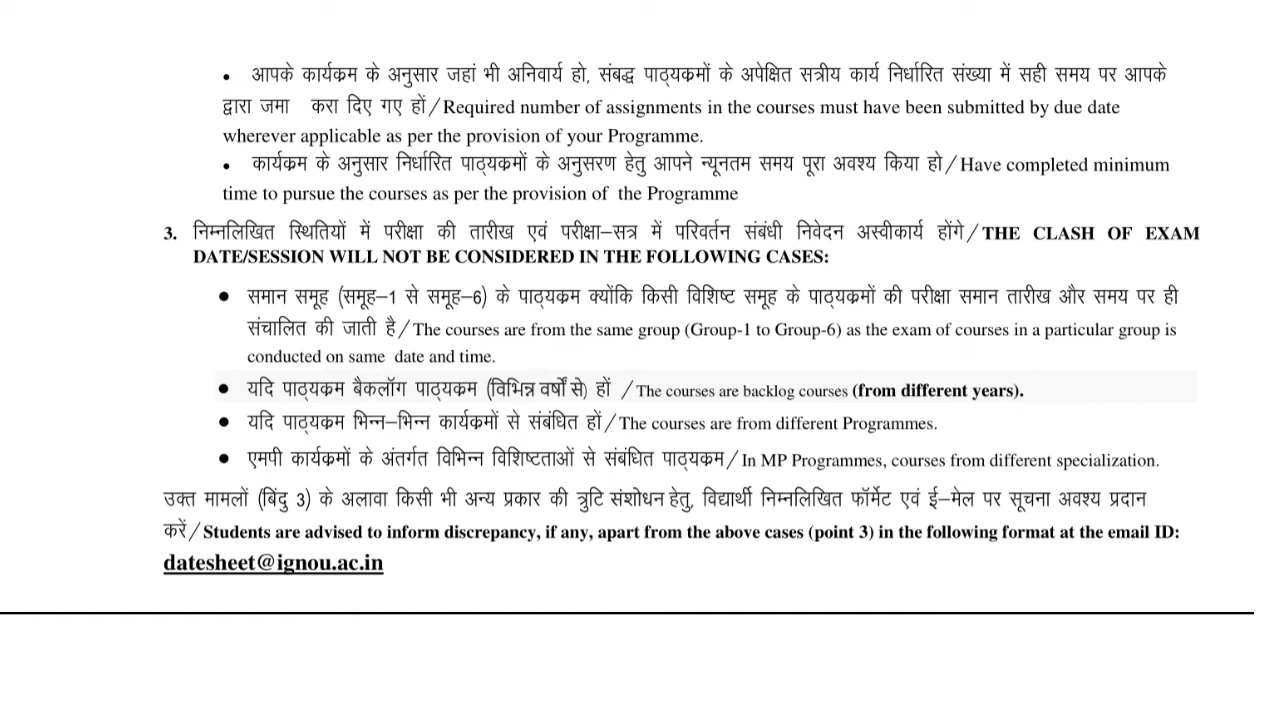 • आपके कार्यक्रम के अनुसार जहां भी अनिवार्य हो, संबद्ध पाठ्यक्रमों के अपेक्षित सत्रीय कार्य निर्धारित संख्या में सही समय पर आपके
द्वारा जमा करा दिए गए हों/Required number of assignments in the courses must have been submitted by due date
wherever applicable as per the provision of your Programme.
• कार्यक्रम के अनुसार निर्धारित पाठ्यक्रमों के अनुसरण हेतु आपने न्यूनतम समय पूरा अवश्य किया हो/Have completed minimum
time to pursue the courses as per the provision of the Programme
3. निम्नलिखित स्थितियों में परीक्षा की तारीख एवं परीक्षा–सत्र में परिवर्तन संबंधी निवेदन अस्वीकार्य होंगे/THE CLASH OF EXAM
DATE/SESSION WILL NOT BE CONSIDERED IN THE FOLLOWING CASES:
● समान समूह (समूह–1 से समूह–6) के पाठ्यक्रम क्योंकि किसी विशिष्ट समूह के पाठ्यक्रमों की परीक्षा समान तारीख और समय पर ही
संचालित की जाती है/The courses are from the same group (Group-1 to Group-6) as the exam of courses in a particular group is
conducted on same date and time.
● यदि पाठ्यक्रम बैकलॉग पाठ्यक्रम (विभिन्न वर्षों से) हों /The courses are backlog courses (from different years).
● यदि पाठ्यक्रम भिन्न–भिन्न कार्यक्रमों से संबंधित हों/The courses are from different Programmes.
● एमपी कार्यक्रमों के अंतर्गत विभिन्न विशिष्टताओं से संबंधित पाठ्यक्रम/In MP Programmes, courses from different specialization.
उक्त मामलों (बिंदु 3) के अलावा किसी भी अन्य प्रकार की त्रुटि संशोधन हेतु, विद्यार्थी निम्नलिखित फॉर्मेट एवं ई–मेल पर सूचना अवश्य प्रदान
करें/Students are advised to inform discrepancy, if any, apart from the above cases (point 3) in the following format at the email ID:
datesheet@ignou.ac.in